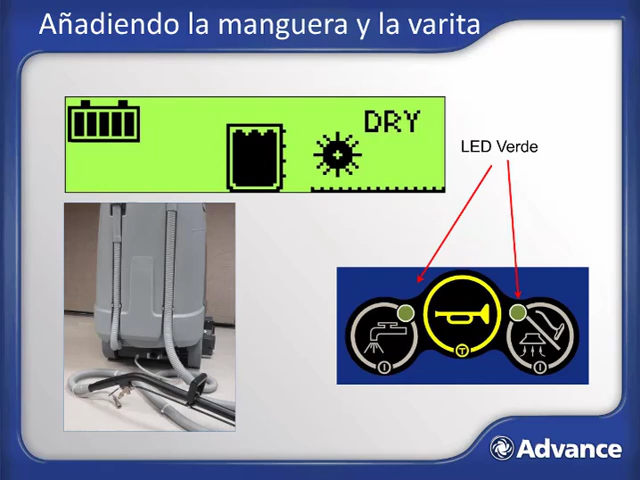 Añadiendo la manguera y la varita
DRY
LED Verde
T
Advance